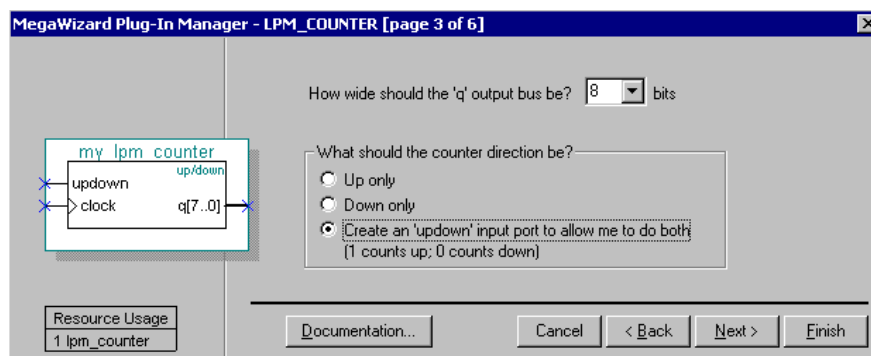 MegaWizard Plug-In Manager - LPM_COUNTER [page 3 of 6]
How wide should the 'q' output bus be? 8 bits
my lpm counter
up/down
updown
clock q[7..0]
What should the counter direction be?
Up only
Down only
Create an 'updown' input port to allow me to do both
(1 counts up; 0 counts down)
Resource Usage
1 lpm_counter
Documentation... Cancel < Back Next > Finish